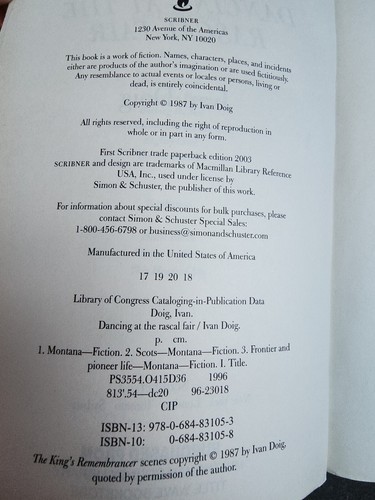 SCRIBNER
1230 Avenue of the Americas
New York, NY 10020
This book is a work of fiction. Names, characters, places, and incidents
either are products of the author's imagination or are used fictitiously.
Any resemblance to actual events or locales or persons, living or
dead, is entirely coincidental.
Copyright © 1987 by Ivan Doig
All rights reserved, including the right of reproduction in
whole or in part in any form.
First Scribner trade paperback edition 2003
SCRIBNER and design are trademarks of Macmillan Library Reference
USA, Inc., used under license by
Simon & Schuster, the publisher of this work.
For information about special discounts for bulk purchases, please
contact Simon & Schuster Special Sales:
1-800-456-6798 or business@simonandschuster.com
Manufactured in the United States of America
17 19 20 18
Library of Congress Cataloging-in-Publication Data
Doig, Ivan.
Dancing at the rascal fair / Ivan Doig.
p. cm.
1. Montana—Fiction. 2. Scots—Montana—Fiction. 3. Frontier and
pioneer life—Montana—Fiction. I. Title.
PS3554.O415D36 1996
813'.54—dc20 96-23018
CIP
ISBN-13: 978-0-684-83105-3
ISBN-10: 0-684-83105-8
The King's Remembrancer scenes copyright © 1987 by Ivan Doig,
quoted by permission of the author.